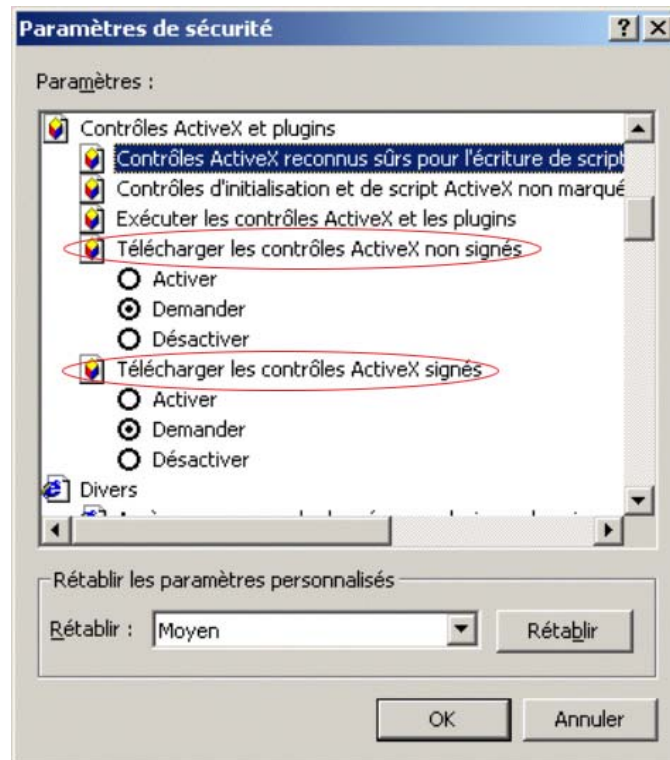 Paramètres de sécurité
Paramètres :
Contrôles ActiveX et plugins
Contrôles ActiveX reconnus sûrs pour l'écriture de script
Contrôles d'initialisation et de script ActiveX non marqué
Exécuter les contrôles ActiveX et les plugins
Télécharger les contrôles ActiveX non signés
Activer
Demander
Désactiver
Télécharger les contrôles ActiveX signés
Activer
Demander
Désactiver
Divers
Rétablir les paramètres personnalisés
Rétablir : Moyen Rétablir
OK Annuler